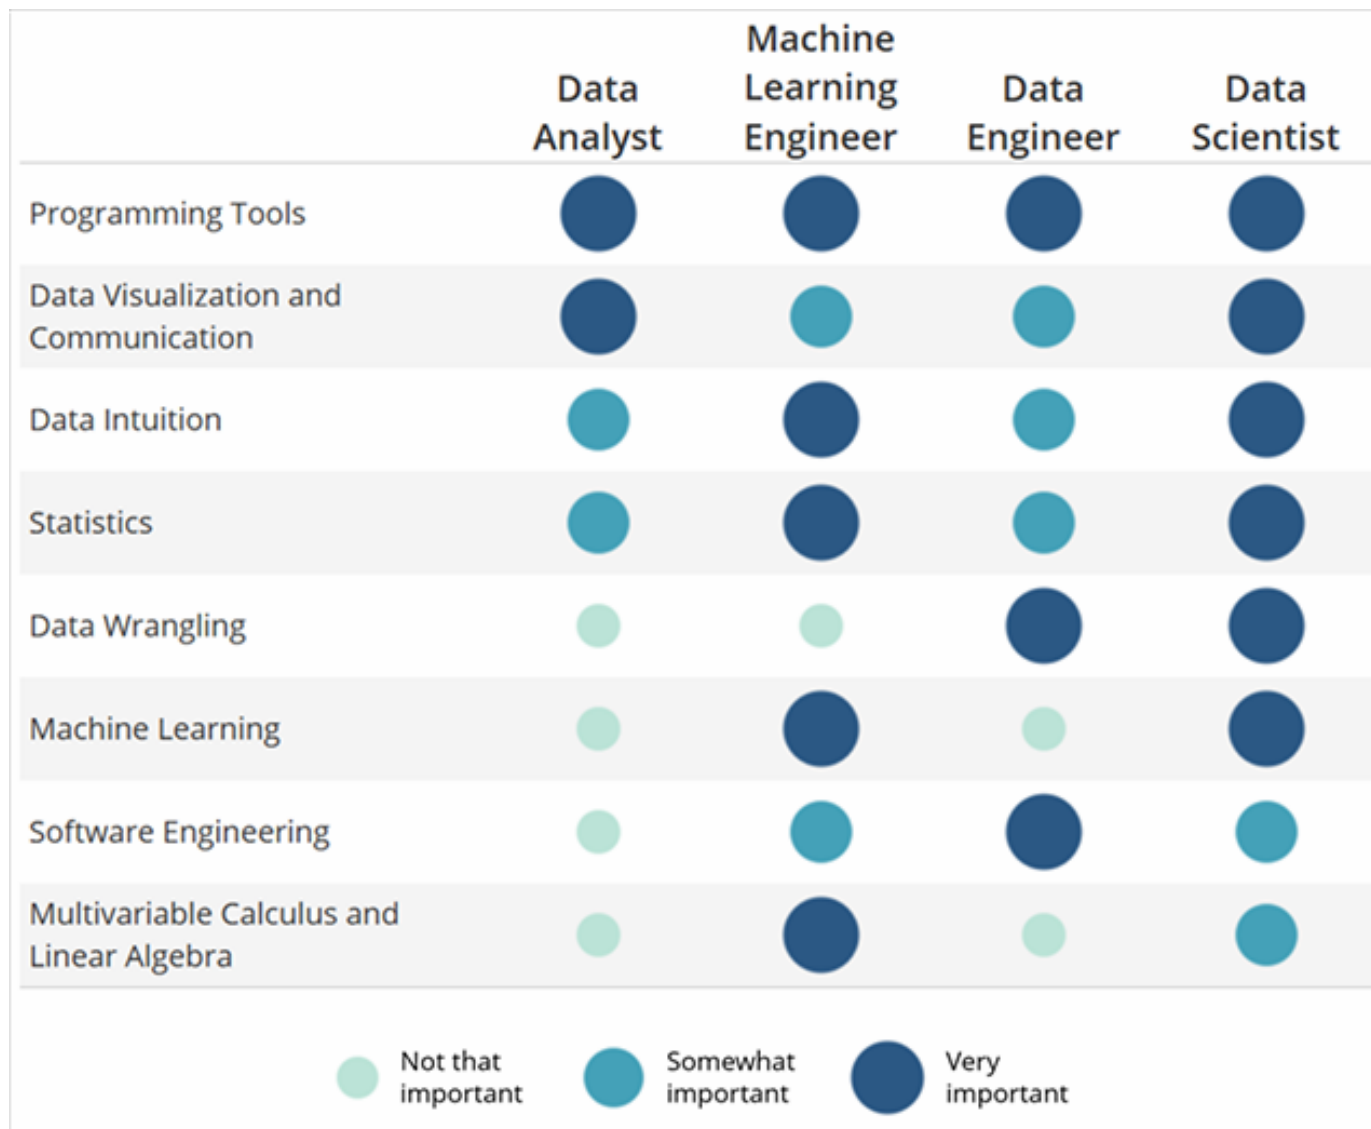 Data Analyst
Machine Learning Engineer
Data Engineer
Data Scientist
Programming Tools
Data Visualization and
Communication
Data Intuition
Statistics
Data Wrangling
Machine Learning
Software Engineering
Multivariable Calculus and
Linear Algebra
Not that
important
Somewhat
important
Very
important